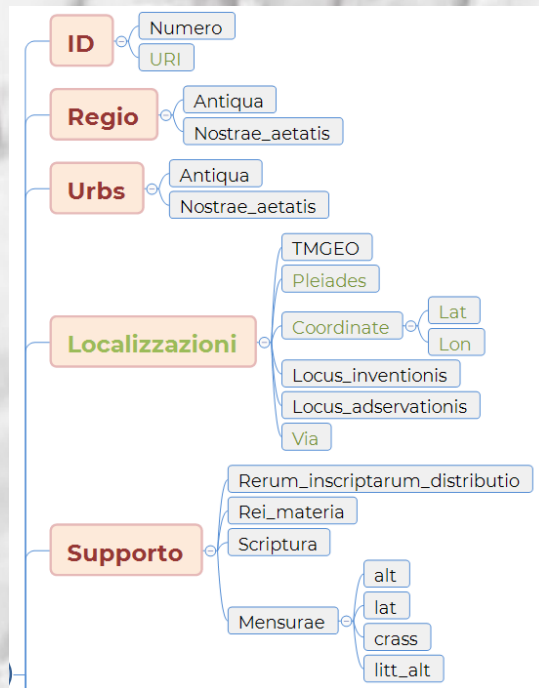 ID
Numero
URI
Regio
Antiqua
Nostrae_aetatis
Urbs
Antiqua
Nostrae_aetatis
Localizzazioni
TMGEO
Pleiades
Coordinate
Lat
Lon
Locus_inventionis
Locus_adservationis
Via
Supporto
Rerum_inscriptarum_distributio
Rei_materia
Scriptura
Mensurae
alt
lat
crass
litt_alt